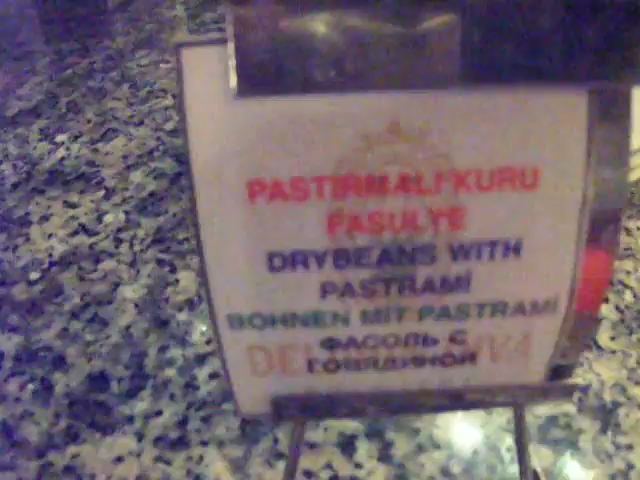 PASTIRMALI KURU
FASULYE
DRYBEANS WITH
PASTRAMİ
BOHNEN MIT PASTRAMİ
ФАСОЛЬ С
ГОВЯДИНОЙ